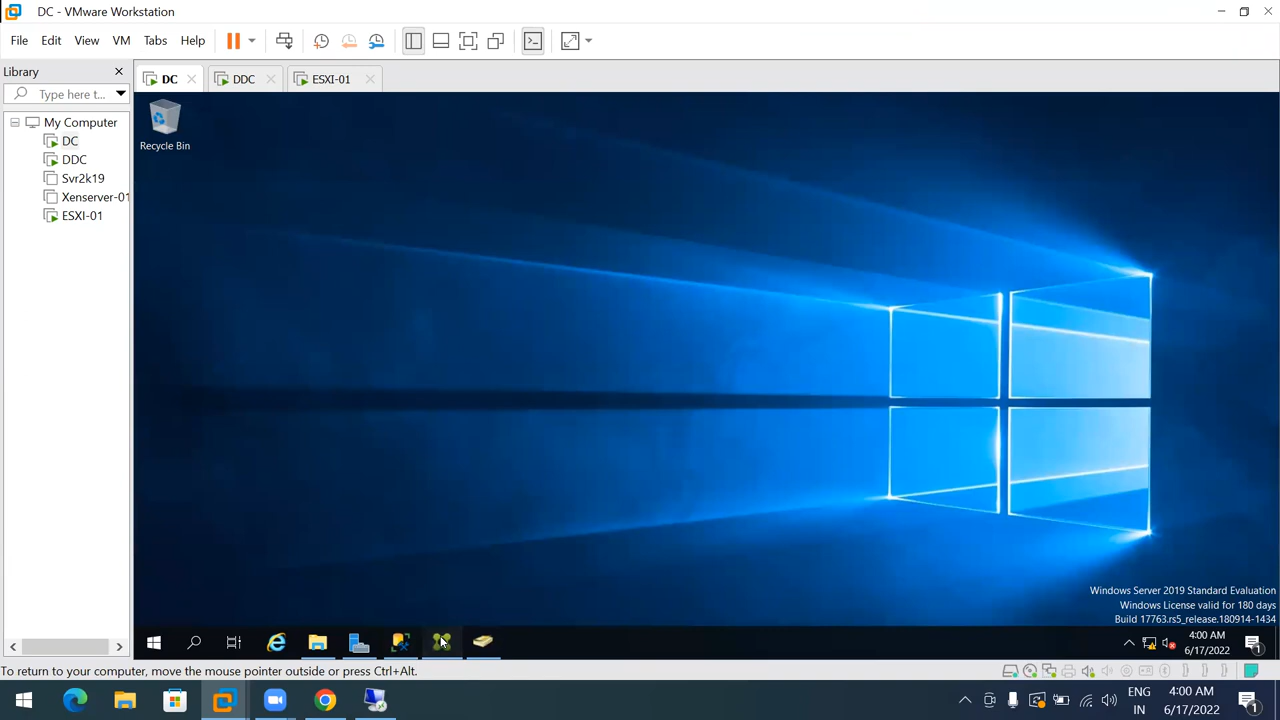 DC - VMware Workstation
File Edit View VM Tabs Help
Library
Type here t...
My Computer
DC
DDC
Svr2k19
Xenserver-01
ESXI-01
DC
DDC
ESXI-01
Recycle Bin
Windows Server 2019 Standard Evaluation
Windows License valid for 180 days
Build 17763.rs5_release.180914-1434
4:00 AM
6/17/2022
1
To return to your computer, move the mouse pointer outside or press Ctrl+Alt.
ENG
IN
4:00 AM
6/17/2022
1